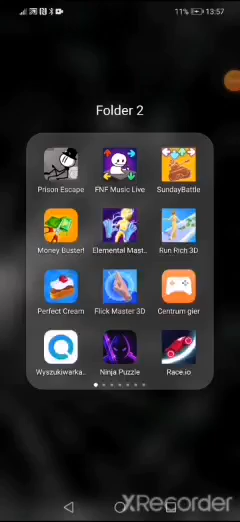 11% 13:57
Folder 2
Prison Escape FNF Music Live SundayBattle
Money Buster! Elemental Mast.. Run Rich 3D
Perfect Cream Flick Master 3D Centrum gier
Wyszukiwarka.. Ninja Puzzle Race.io
XRecorder